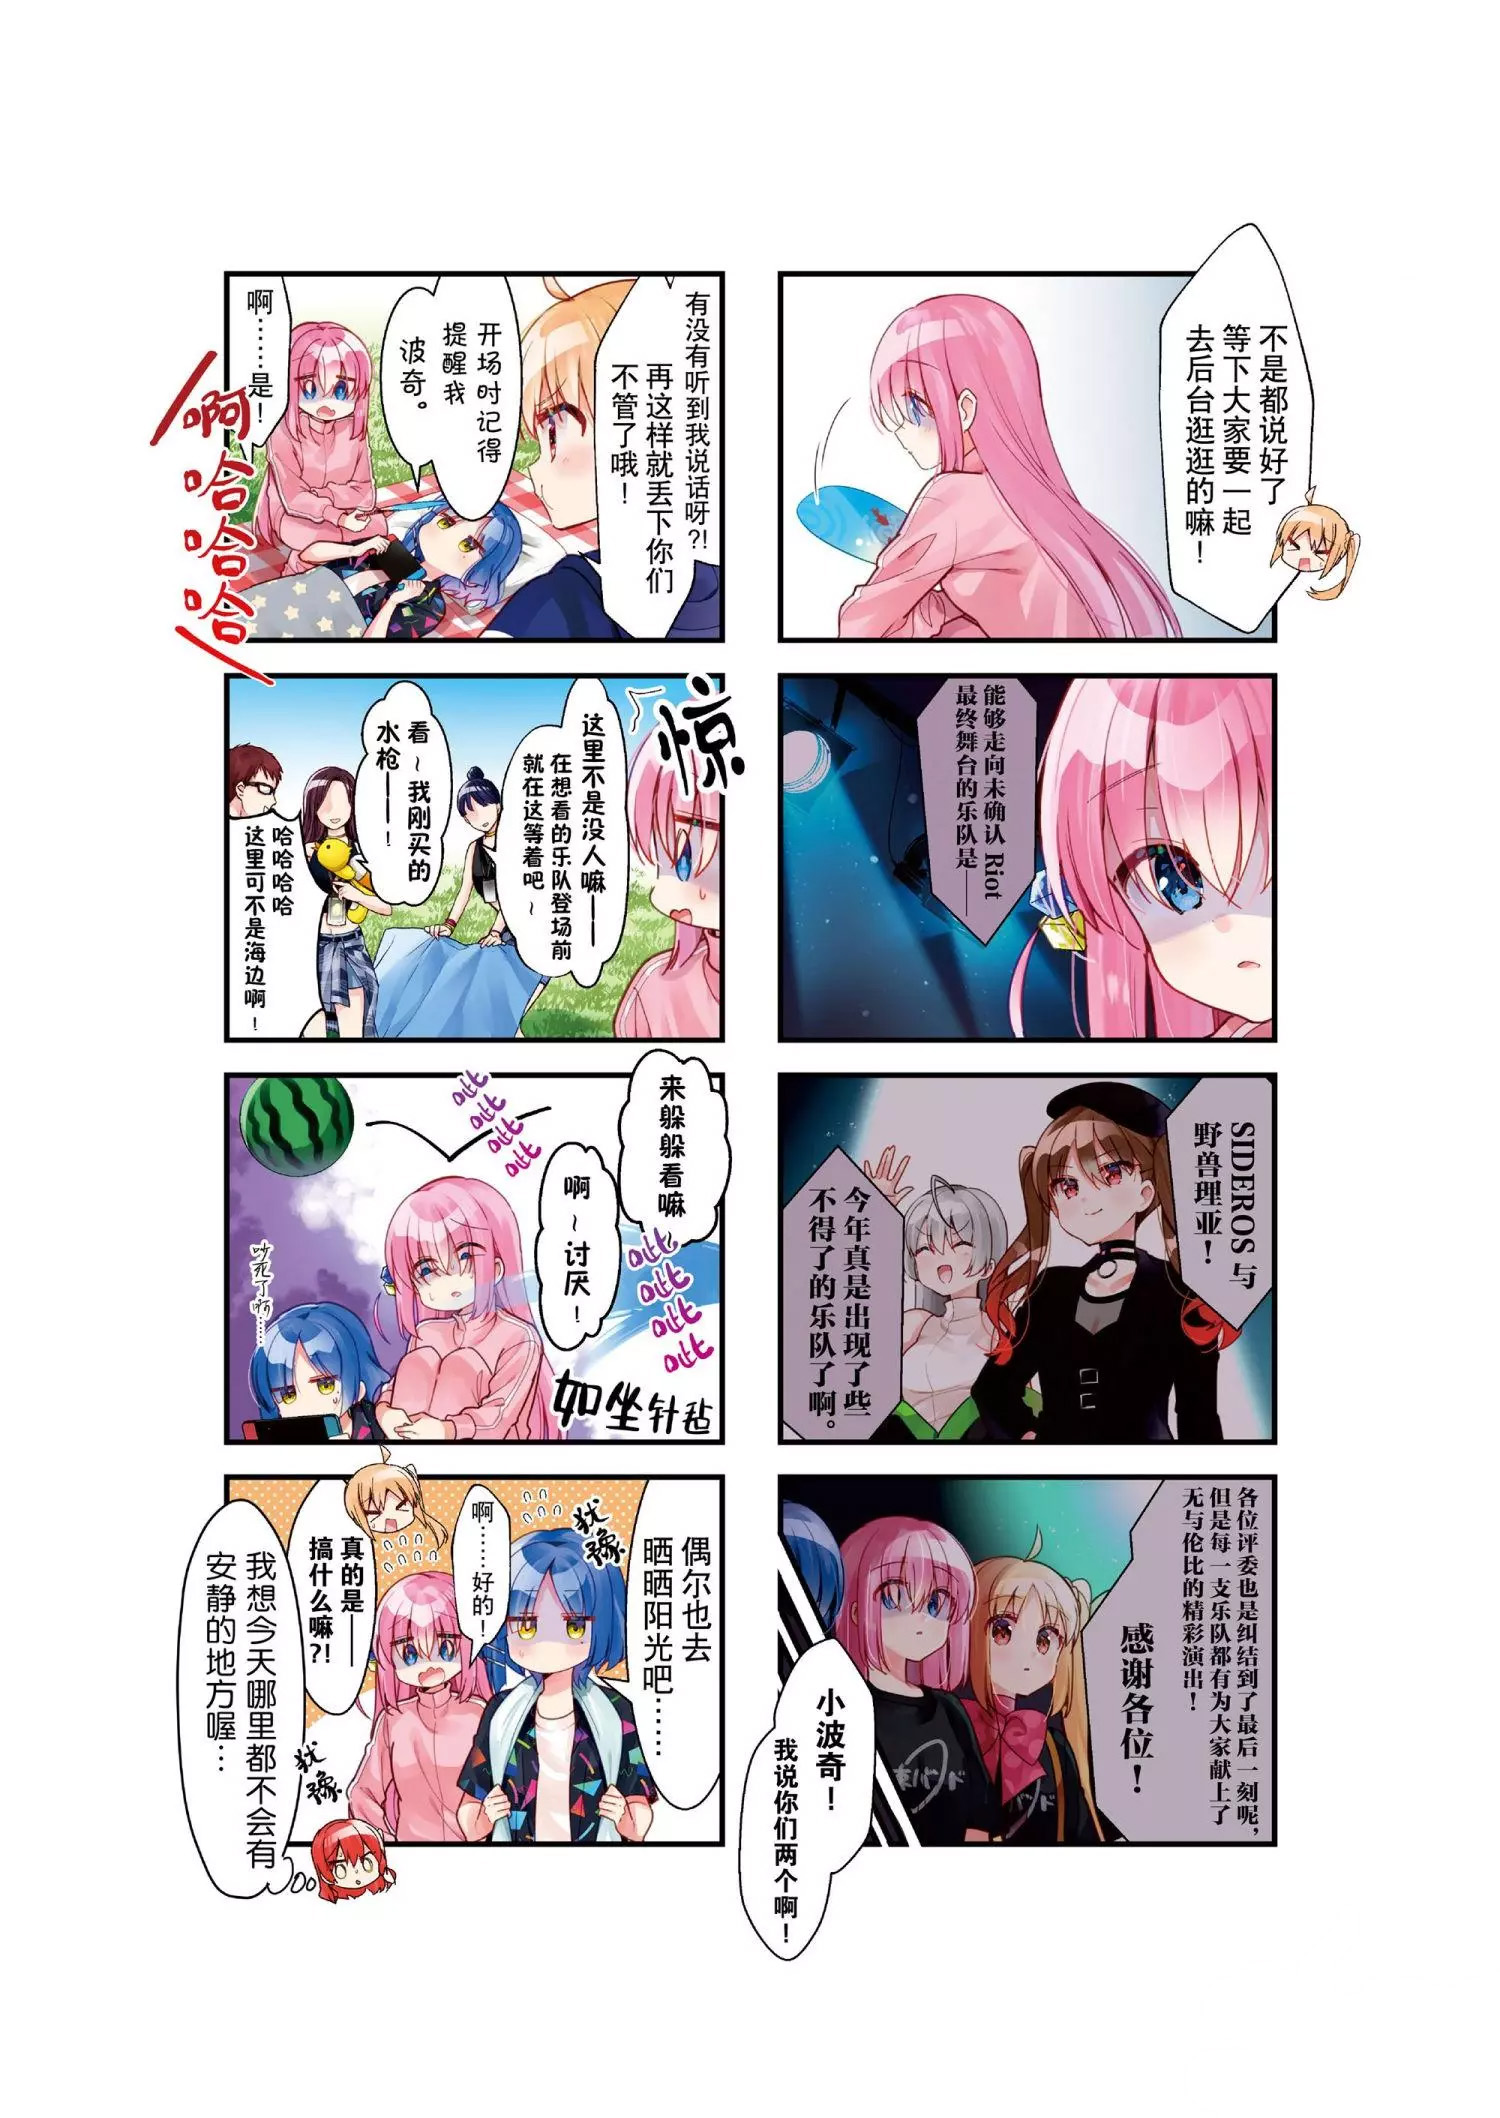 不是都说好了
等下大家要一起
去后台逛逛的嘛！
能够走向未确认 Riot
最终舞台的乐队是——
SIDEROS 与
野兽理亚！
今年真是出现了些
不得了的乐队了啊。
各位评委也是纠结到了最后一刻呢，
但是每一支乐队都有为大家献上了
无与伦比的精彩演出！
感谢各位！
小波奇！
我说你们两个啊！
有没有听到我说话呀?!
再这样就丢下你们
不管了哦！
开场时记得
提醒我
波奇。
啊……是！
啊哈哈哈
惊
这里不是没人嘛——
在想看的乐队登场前
就在这等着吧~
看~我刚买的
水枪——！
哈哈哈哈
这里可不是海边啊！
来躲躲看嘛~
呲呲呲呲
啊~讨厌！
呲呲呲呲
吵死了啊……
如坐针毡
偶尔也去
晒晒阳光吧……
犹豫
啊……好的！
真的是——
搞什么嘛?!
犹豫
我想今天哪里都不会有
安静的地方喔…